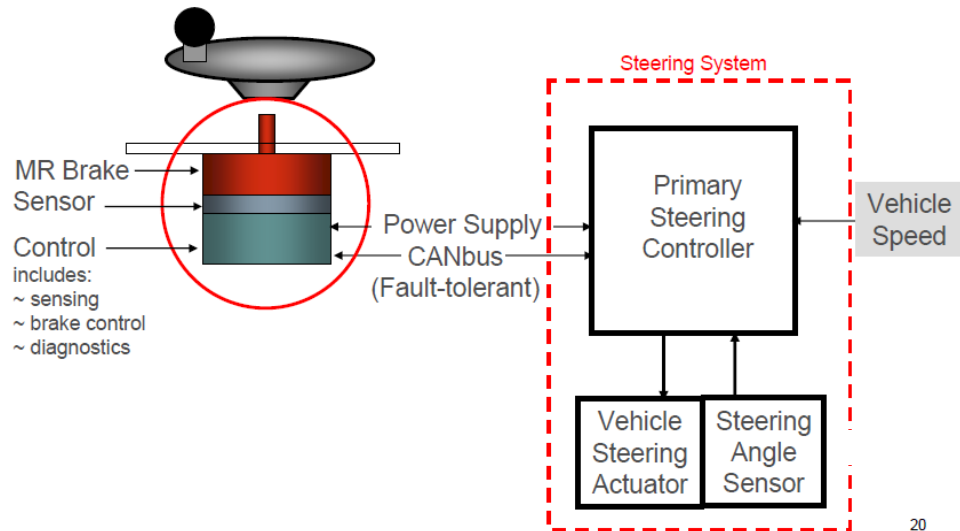 Steering System
MR Brake
Sensor
Control
includes:
~ sensing
~ brake control
~ diagnostics
Power Supply
CANbus
(Fault-tolerant)
Primary
Steering
Controller
Vehicle
Speed
Vehicle
Steering
Actuator
Steering
Angle
Sensor
20